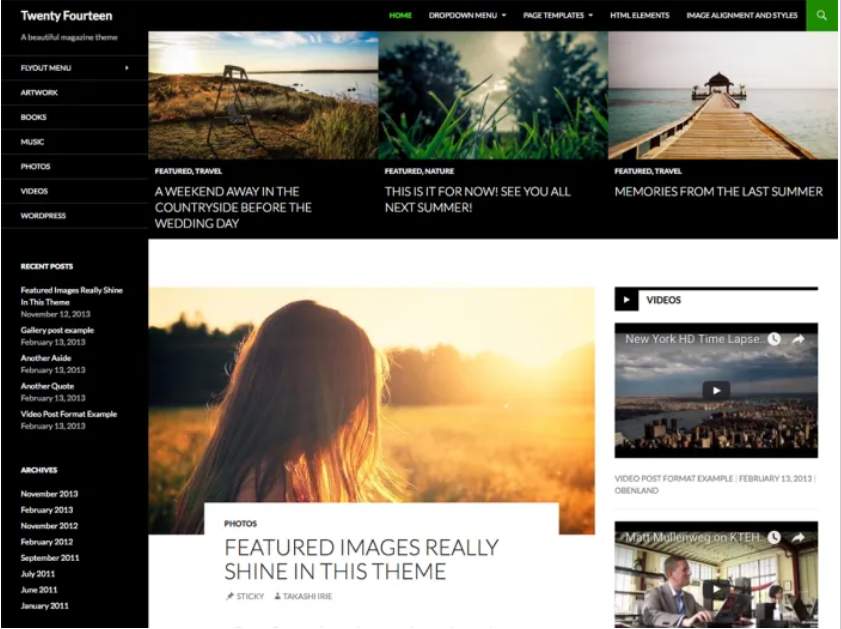 Twenty Fourteen
A beautiful magazine theme
HOME
DROPDOWN MENU
PAGE TEMPLATES
HTML ELEMENTS
IMAGE ALIGNMENT AND STYLES
FLYOUT MENU
ARTWORK
BOOKS
MUSIC
PHOTOS
VIDEOS
WORDPRESS
RECENT POSTS
Featured Images Really Shine
In This Theme
November 12, 2013
Gallery post example
February 13, 2013
Another Aside
February 13, 2013
Another Quote
February 13, 2013
Video Post Format Example
February 13, 2013
ARCHIVES
November 2013
February 2013
November 2012
February 2012
September 2011
July 2011
June 2011
January 2011
FEATURED, TRAVEL
A WEEKEND AWAY IN THE
COUNTRYSIDE BEFORE THE
WEDDING DAY
FEATURED, NATURE
THIS IS IT FOR NOW! SEE YOU ALL
NEXT SUMMER!
FEATURED, TRAVEL
MEMORIES FROM THE LAST SUMMER
PHOTOS
FEATURED IMAGES REALLY
SHINE IN THIS THEME
STICKY TAKASHI IRIE
VIDEOS
New York HD Time Lapse...
VIDEO POST FORMAT EXAMPLE | FEBRUARY 13, 2013 |
OBENLAND
Matt Mullenweg on KTEH...